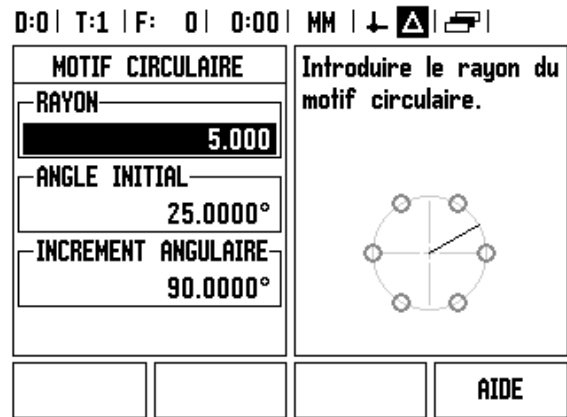 D:0 | T:1 | F: 0 | 0:00 | MM
MOTIF CIRCULAIRE
RAYON
5.000
ANGLE INITIAL
25.0000°
INCREMENT ANGULAIRE
90.0000°
Introduire le rayon du
motif circulaire.
AIDE